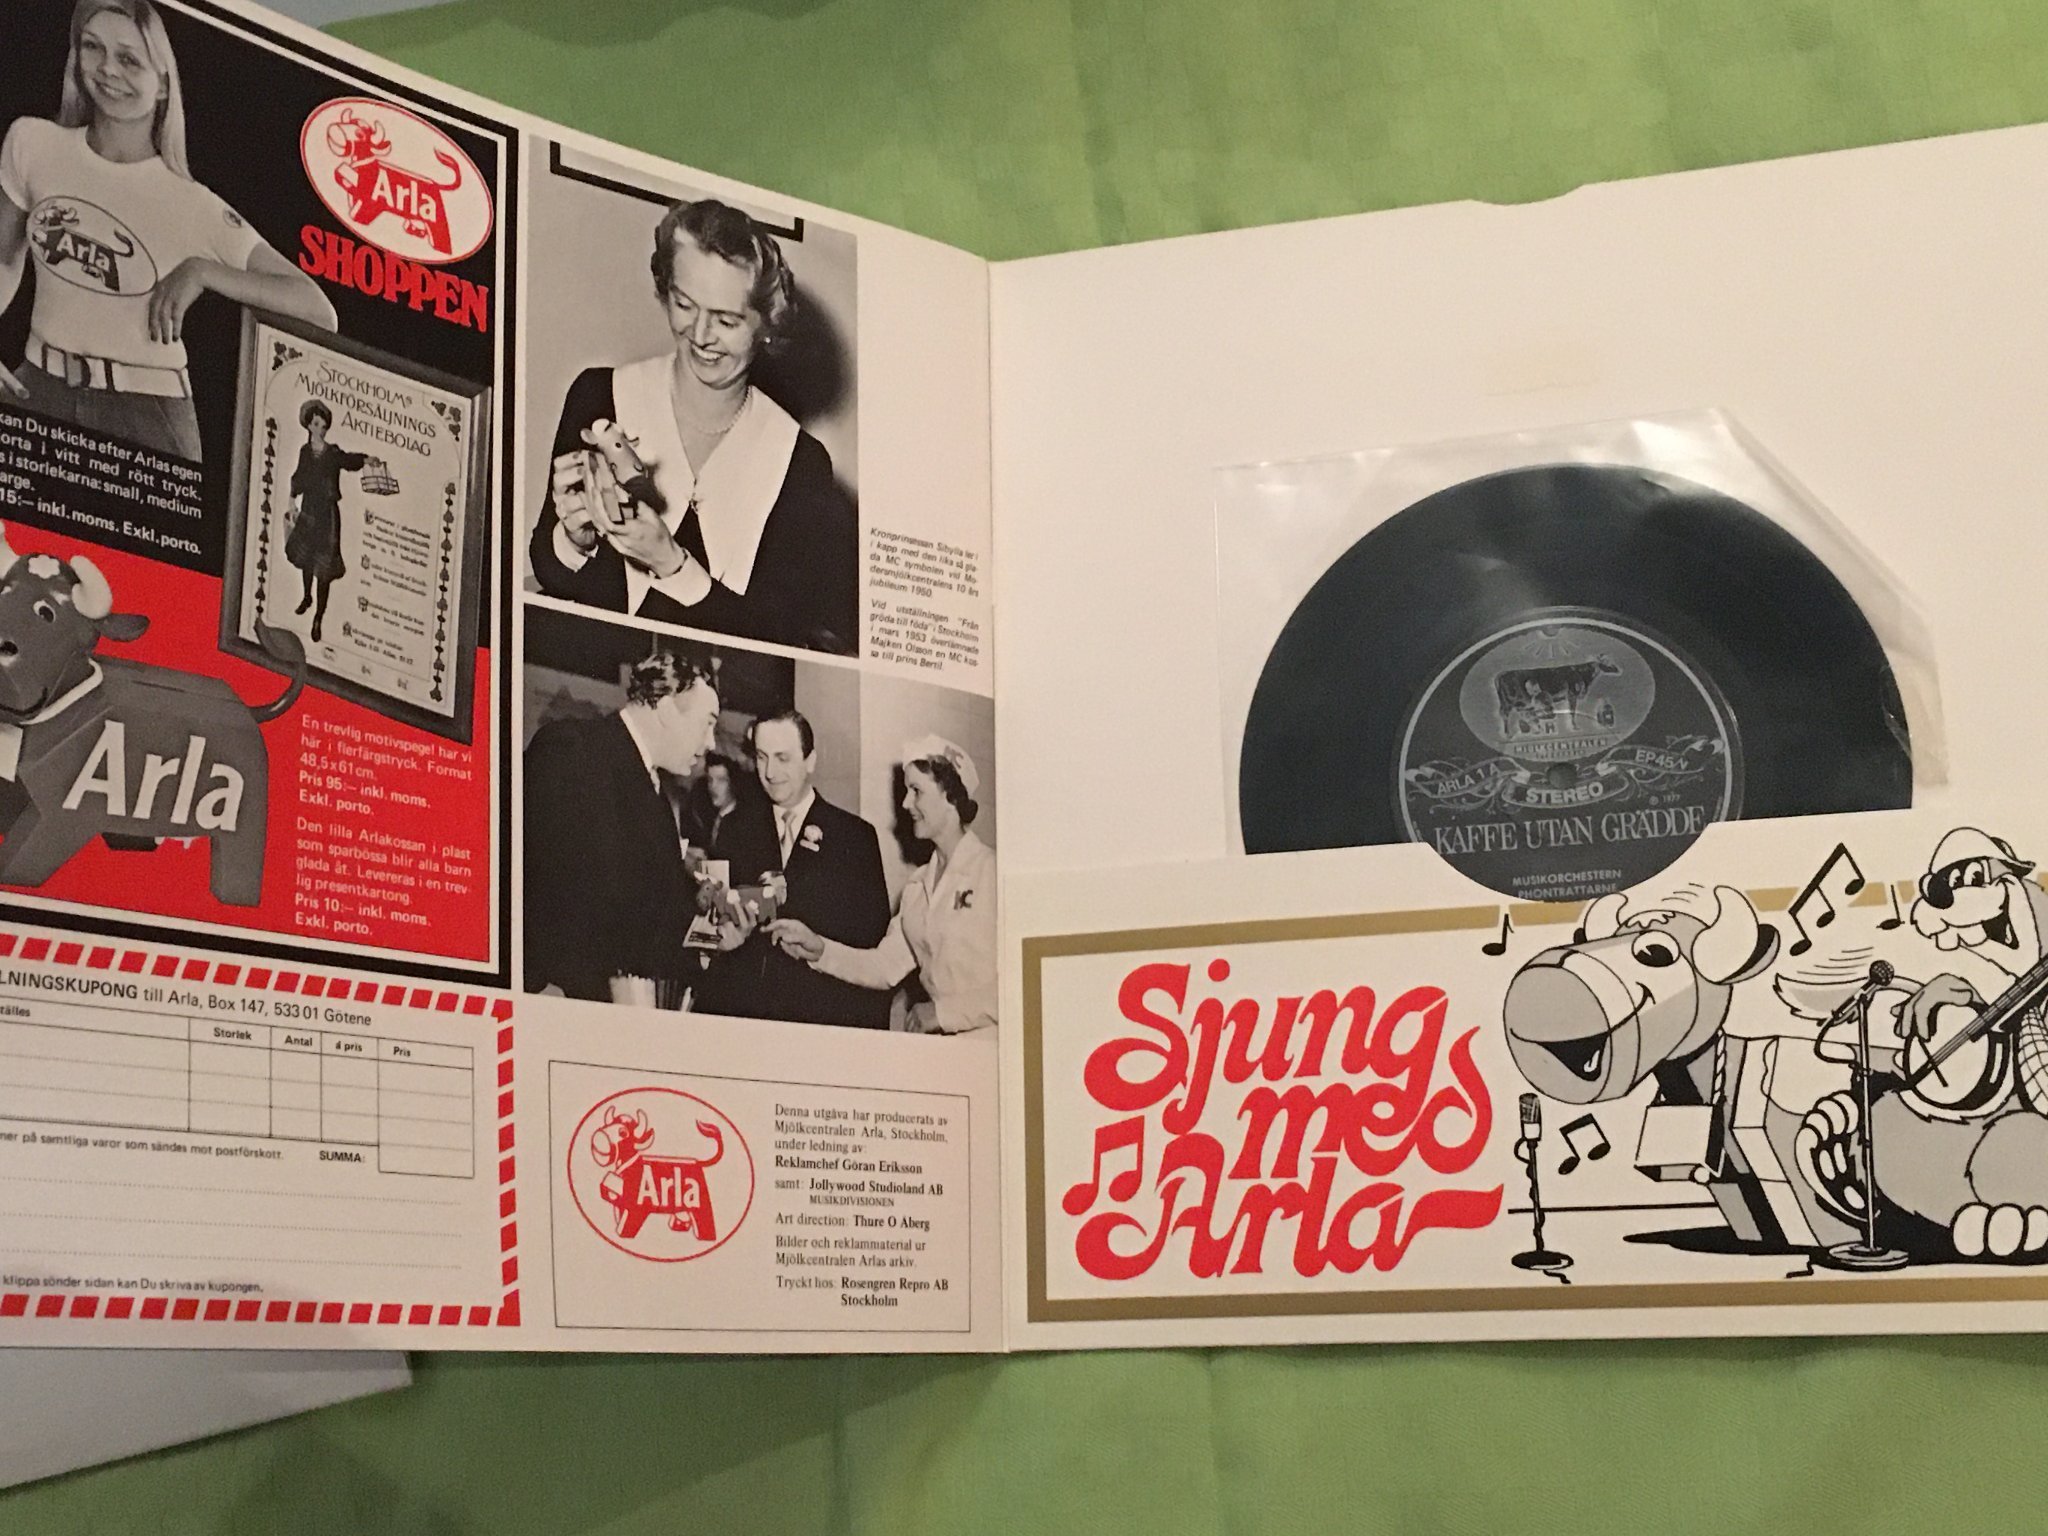 Arla
Arla
SHOPPEN
STOCKHOLMS
MJÖLKFÖRSÄLJNINGS
AKTIEBOLAG
kan Du skicka efter Arlas egen
i vitt med rött tryck.
i storlekarna: small, medium
15:– inkl. moms. Exkl. porto.
Arla
En trevlig motivspegel har vi
här i flerfärgstryck. Format
48,5x61 cm.
Pris 95:– inkl. moms.
Exkl. porto.
Den lilla Arlakossan i plast
som sparbössa blir alla barn
glada åt. Levereras i en trev-
lig presentkartong.
Pris 10:– inkl. moms.
Exkl. porto.
LNINGSKUPONG till Arla, Box 147, 533 01 Götene
Storlek Antal á pris Pris
på samtliga varor som sändes mot postförskott. SUMMA:
klippa sönder sidan kan Du skriva av kupongen.
Kronprinsessan Sibylla ler i
i kapp med den lika så gla-
da MC symbolen vid Mo-
dersmjölkcentralens 10 års
jubileum 1950.
Vid utställningen "Från
gröda till föda" i Stockholm
i mars 1953 överlämnade
Majken Olsson en MC kos-
sa till prins Bertil.
MC
Arla
Denna utgåva har producerats av
Mjölkcentralen Arla, Stockholm,
under ledning av:
Reklamchef Göran Eriksson
samt: Jollywood Studioland AB
MUSIKDIVISIONEN
Art direction: Thure O Åberg
Bilder och reklammaterial ur
Mjölkcentralen Arlas arkiv.
Tryckt hos: Rosengren Repro AB
Stockholm
MJÖLKCENTRALEN
ARLA 1 A STEREO EP45/v
℗ 1977
KAFFE UTAN GRÄDDE
MUSIKORCHESTERN
PHONTRATTARNE
Sjung
med
Arla